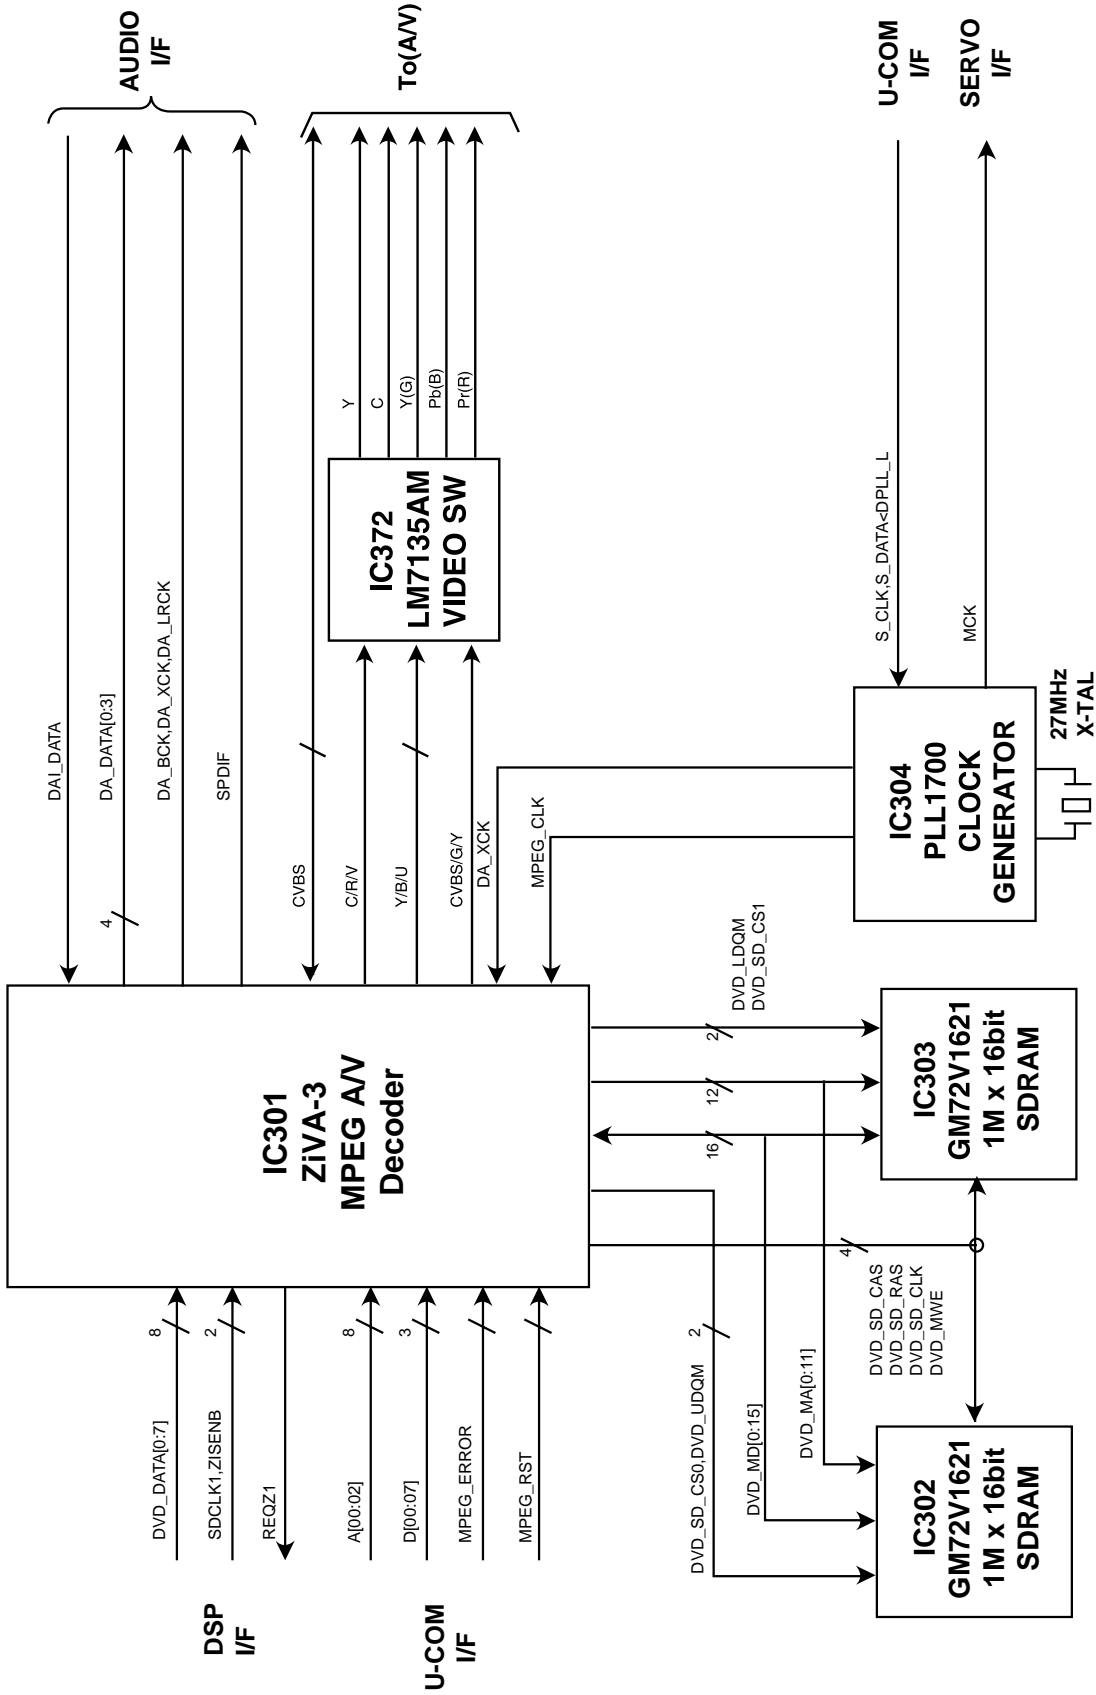 DSP
I/F
DVD_DATA[0:7]
8
SDCLK1,ZISENB
2
REQZ1
U-COM
I/F
A[00:02]
8
D[00:07]
3
MPEG_ERROR
MPEG_RST
IC301
ZiVA-3
MPEG A/V
Decoder
DAI_DATA
DA_DATA[0:3]
4
DA_BCK,DA_XCK,DA_LRCK
SPDIF
AUDIO
I/F
CVBS
C/R/V
Y/B/U
CVBS/G/Y
DA_XCK
MPEG_CLK
IC372
LM7135AM
VIDEO SW
Y
C
Y(G)
Pb(B)
Pr(R)
To(A/V)
DVD_SD_CS0,DVD_UDQM
2
DVD_MD[0:15]
16
DVD_MA[0:11]
12
2
DVD_LDQM
DVD_SD_CS1
4
DVD_SD_CAS
DVD_SD_RAS
DVD_SD_CLK
DVD_MWE
IC302
GM72V1621
1M x 16bit
SDRAM
IC303
GM72V1621
1M x 16bit
SDRAM
IC304
PLL1700
CLOCK
GENERATOR
27MHz
X-TAL
S_CLK,S_DATA<DPLL_L
MCK
U-COM
I/F
SERVO
I/F